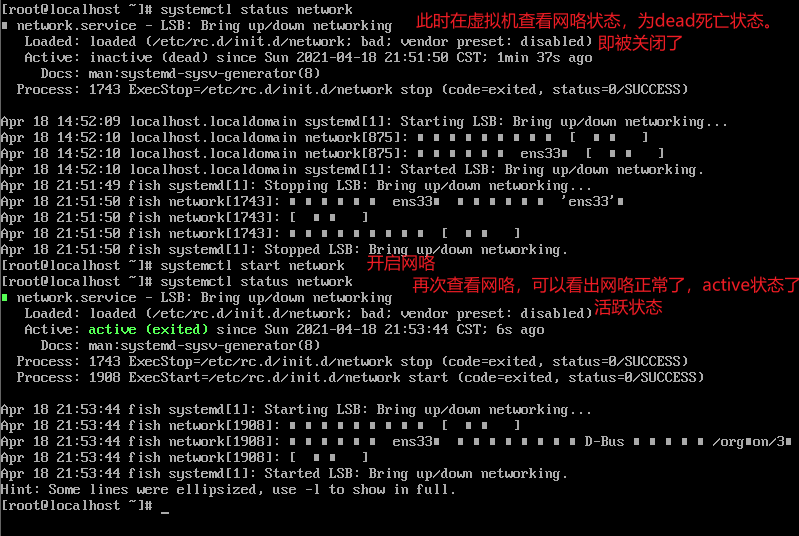 [root@localhost ~]# systemctl status network
■ network.service - LSB: Bring up/down networking
此时在虚拟机查看网咯状态，为dead死亡状态。
Loaded: loaded (/etc/rc.d/init.d/network; bad; vendor preset: disabled)
即被关闭了
Active: inactive (dead) since Sun 2021-04-18 21:51:50 CST; 1min 37s ago
Docs: man:systemd-sysv-generator(8)
Process: 1743 ExecStop=/etc/rc.d/init.d/network stop (code=exited, status=0/SUCCESS)
Apr 18 14:52:09 localhost.localdomain systemd[1]: Starting LSB: Bring up/down networking...
Apr 18 14:52:10 localhost.localdomain network[875]: ■ ■ ■ ■ ■ ■ ■ ■ ■ [ ■ ■ ]
Apr 18 14:52:10 localhost.localdomain network[875]: ■ ■ ■ ■ ■ ■ ens33■ [ ■ ■ ]
Apr 18 14:52:10 localhost.localdomain systemd[1]: Started LSB: Bring up/down networking.
Apr 18 21:51:49 fish systemd[1]: Stopping LSB: Bring up/down networking...
Apr 18 21:51:50 fish network[1743]: ■ ■ ■ ■ ■ ■ ens33■ ■ ■ ■ ■ ■ ■ 'ens33'■
Apr 18 21:51:50 fish network[1743]: [ ■ ■ ]
Apr 18 21:51:50 fish network[1743]: ■ ■ ■ ■ ■ ■ ■ ■ ■ [ ■ ■ ]
Apr 18 21:51:50 fish systemd[1]: Stopped LSB: Bring up/down networking.
[root@localhost ~]# systemctl start network
开启网咯
[root@localhost ~]# systemctl status network
再次查看网咯，可以看出网咯正常了，active状态了
■ network.service - LSB: Bring up/down networking
Loaded: loaded (/etc/rc.d/init.d/network; bad; vendor preset: disabled)
活跃状态
Active: active (exited) since Sun 2021-04-18 21:53:44 CST; 6s ago
Docs: man:systemd-sysv-generator(8)
Process: 1743 ExecStop=/etc/rc.d/init.d/network stop (code=exited, status=0/SUCCESS)
Process: 1908 ExecStart=/etc/rc.d/init.d/network start (code=exited, status=0/SUCCESS)
Apr 18 21:53:44 fish systemd[1]: Starting LSB: Bring up/down networking...
Apr 18 21:53:44 fish network[1908]: ■ ■ ■ ■ ■ ■ ■ ■ ■ [ ■ ■ ]
Apr 18 21:53:44 fish network[1908]: ■ ■ ■ ■ ■ ■ ens33■ ■ ■ ■ ■ ■ ■ ■ ■ D-Bus ■ ■ ■ ■ ■ /org■on/3■
Apr 18 21:53:44 fish network[1908]: [ ■ ■ ]
Apr 18 21:53:44 fish systemd[1]: Started LSB: Bring up/down networking.
Hint: Some lines were ellipsized, use -l to show in full.
[root@localhost ~]# _